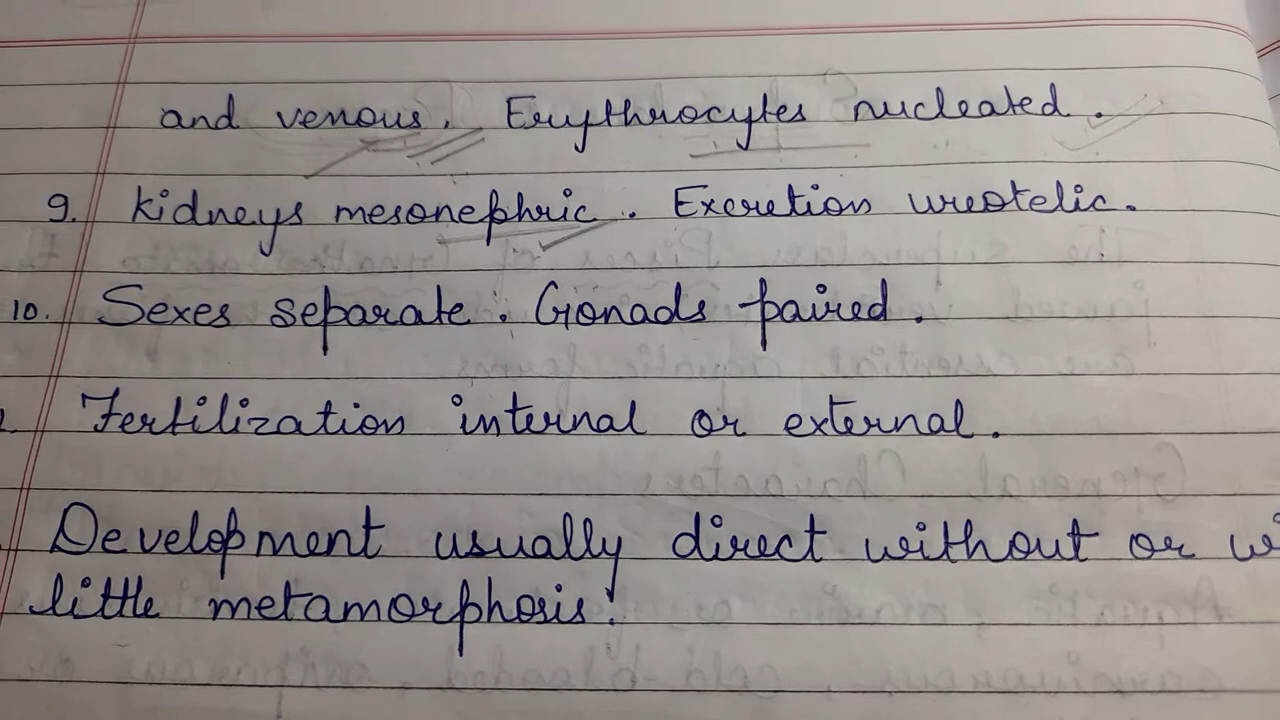 and venous. Erythrocytes nucleated.
9. kidneys mesonephric. Excretion ureotelic.
10. Sexes separate. Gonads paired.
Fertilization internal or external.
Development usually direct without or
little metamorphosis.